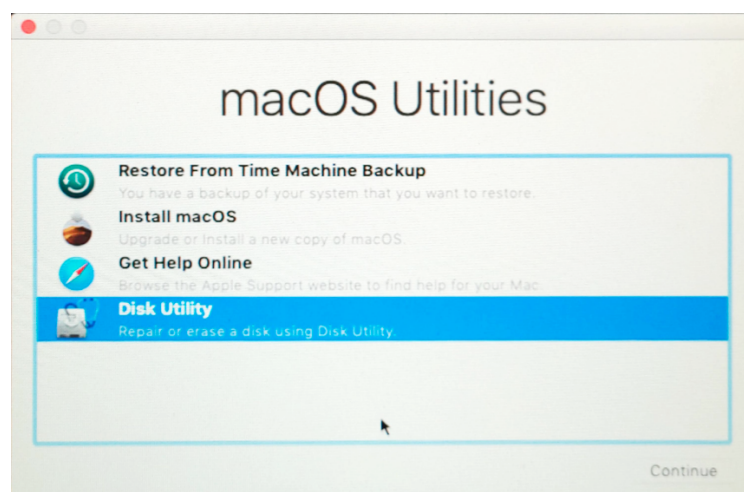 macOS Utilities
Restore From Time Machine Backup
You have a backup of your system that you want to restore.
Install macOS
Upgrade or Install a new copy of macOS.
Get Help Online
Browse the Apple Support website to find help for your Mac.
Disk Utility
Repair or erase a disk using Disk Utility.
Continue